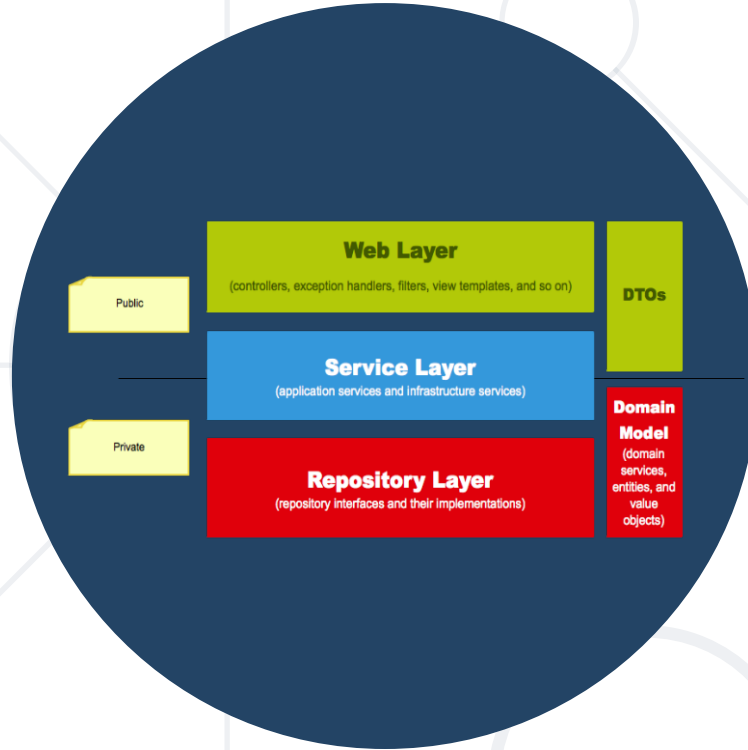 Web Layer
(controllers, exception handlers, filters, view templates, and so on)
DTOs
Public
Service Layer
(application services and infrastructure services)
Private
Repository Layer
(repository interfaces and their implementations)
Domain
Model
(domain
services,
entities, and
value
objects)